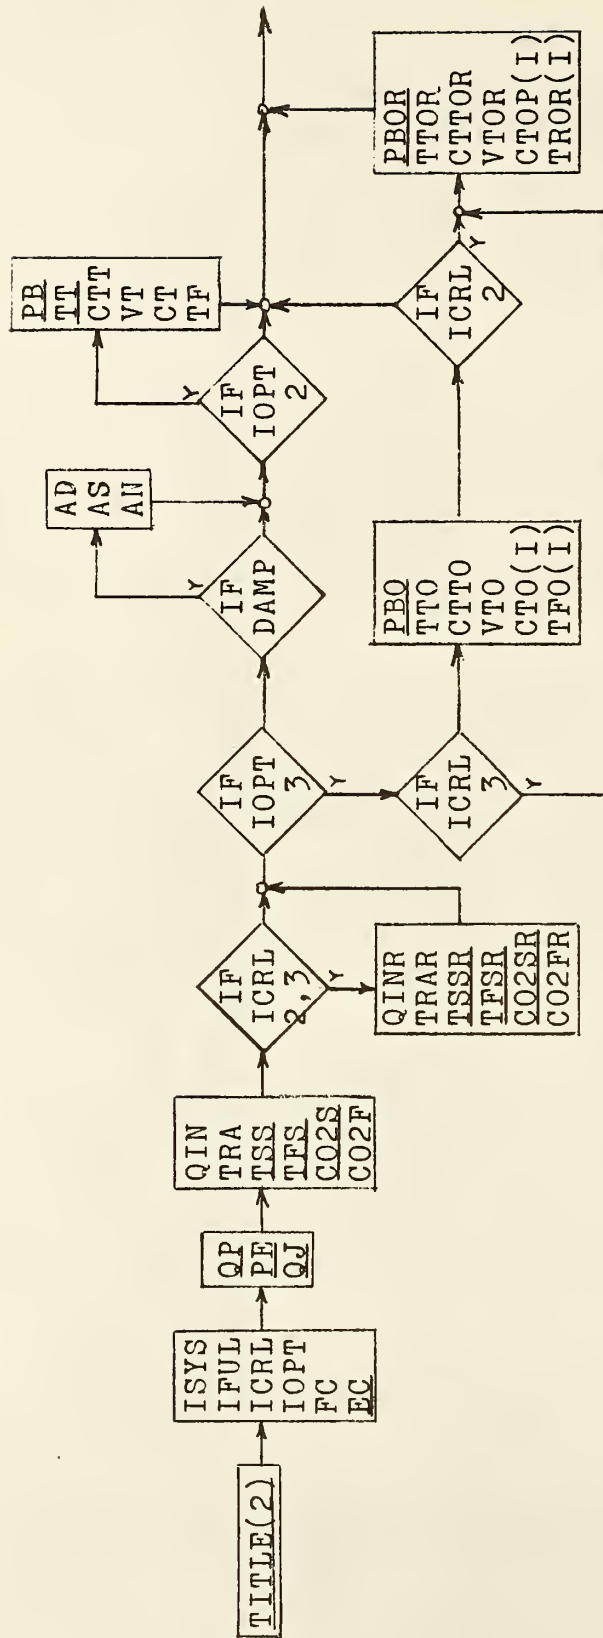 TITLE(2)
ISYS
IFUL
ICRL
IOPT
FC
EC
QP
PE
QJ
QIN
TRA
TSS
TFS
CO2S
CO2F
IF
ICRL
2,3
Y
QINR
TRAR
TSSR
TFSR
CO2SR
CO2FR
IF
IOPT
3
Y
IF
ICRL
3
Y
IF
DAMP
Y
AD
AS
AN
IF
IOPT
2
Y
PB
TT
CTT
VT
CT
TF
PBO
TTO
CTTO
VTO
CTO(I)
TFO(I)
IF
ICRL
2
Y
PBOR
TTOR
CTTOR
VTOR
CTOP(I)
TROR(I)